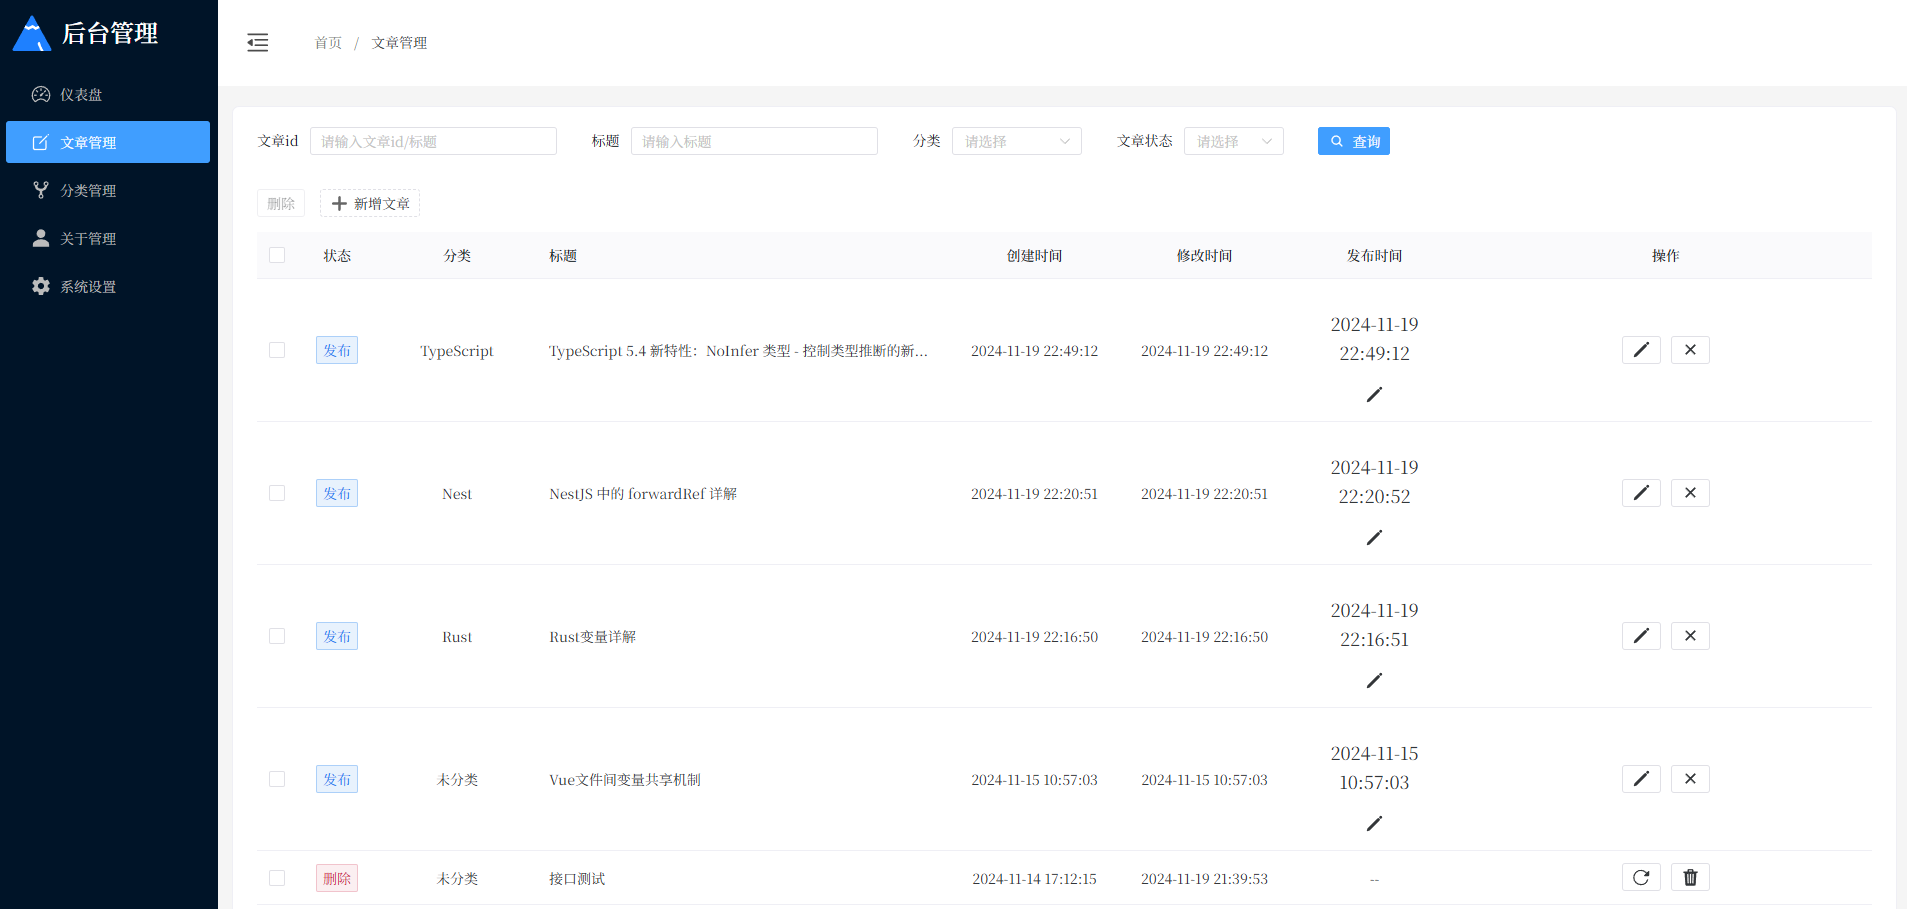 后台管理
仪表盘
文章管理
分类管理
关于管理
系统设置
首页 / 文章管理
文章id 请输入文章id/标题 标题 请输入标题 分类 请选择 文章状态 请选择 查询
删除 新增文章
状态 分类 标题 创建时间 修改时间 发布时间 操作
发布 TypeScript TypeScript 5.4 新特性：NoInfer 类型 - 控制类型推断的新... 2024-11-19 22:49:12 2024-11-19 22:49:12 2024-11-19
22:49:12
发布 Nest NestJS 中的 forwardRef 详解 2024-11-19 22:20:51 2024-11-19 22:20:51 2024-11-19
22:20:52
发布 Rust Rust变量详解 2024-11-19 22:16:50 2024-11-19 22:16:50 2024-11-19
22:16:51
发布 未分类 Vue文件间变量共享机制 2024-11-15 10:57:03 2024-11-15 10:57:03 2024-11-15
10:57:03
删除 未分类 接口测试 2024-11-14 17:12:15 2024-11-19 21:39:53 --